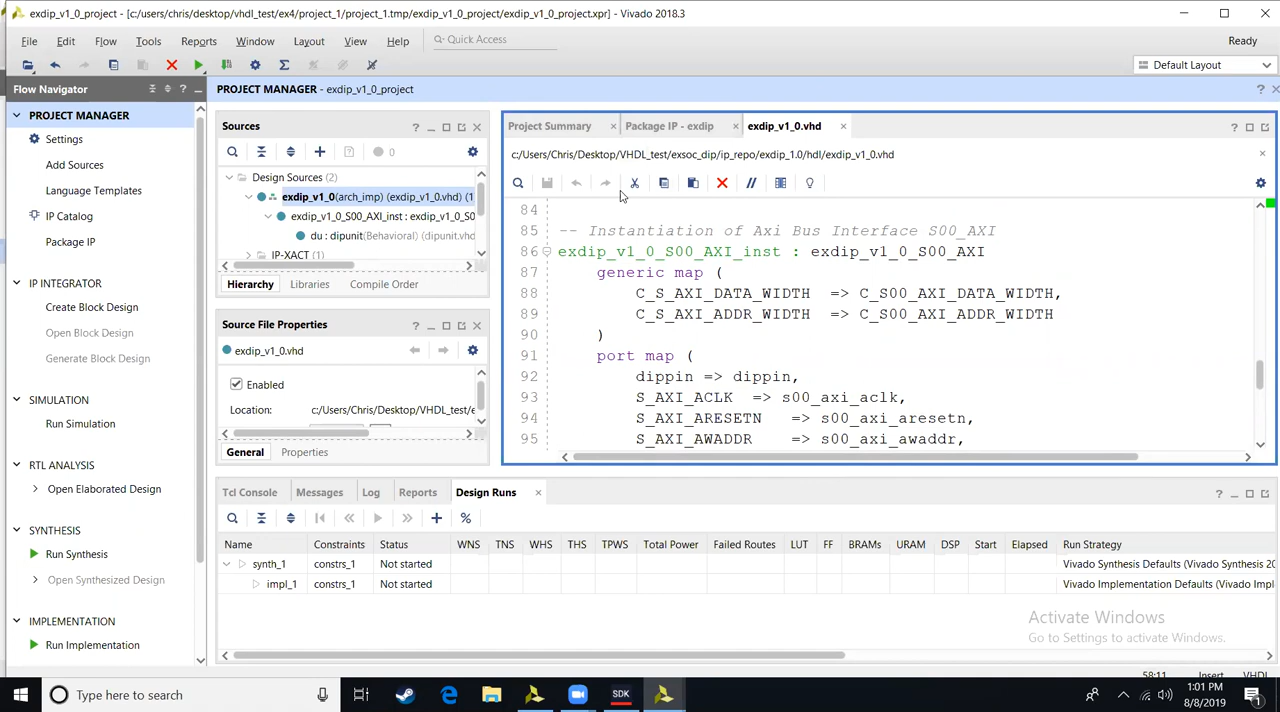 exdip_v1_0_project - [c:/users/chris/desktop/vhdl_test/ex4/project_1/project_1.tmp/exdip_v1_0_project/exdip_v1_0_project.xpr] - Vivado 2018.3
File Edit Flow Tools Reports Window Layout View Help Quick Access Ready
Default Layout
Flow Navigator
PROJECT MANAGER - exdip_v1_0_project
PROJECT MANAGER
Settings
Add Sources
Language Templates
IP Catalog
Package IP
IP INTEGRATOR
Create Block Design
Open Block Design
Generate Block Design
SIMULATION
Run Simulation
RTL ANALYSIS
Open Elaborated Design
SYNTHESIS
Run Synthesis
Open Synthesized Design
IMPLEMENTATION
Run Implementation
Sources
0
Design Sources (2)
exdip_v1_0(arch_imp) (exdip_v1_0.vhd) (1
exdip_v1_0_S00_AXI_inst : exdip_v1_0_S0
du : dipunit(Behavioral) (dipunit.vhd)
IP-XACT (1)
Hierarchy Libraries Compile Order
Source File Properties
exdip_v1_0.vhd
Enabled
Location: c:/Users/Chris/Desktop/VHDL_test/e
General Properties
Project Summary Package IP - exdip exdip_v1_0.vhd
c:/Users/Chris/Desktop/VHDL_test/exsoc_dip/ip_repo/exdip_1.0/hdl/exdip_v1_0.vhd
84
85 -- Instantiation of Axi Bus Interface S00_AXI
86 exdip_v1_0_S00_AXI_inst : exdip_v1_0_S00_AXI
87 generic map (
88 C_S_AXI_DATA_WIDTH => C_S00_AXI_DATA_WIDTH,
89 C_S_AXI_ADDR_WIDTH => C_S00_AXI_ADDR_WIDTH
90 )
91 port map (
92 dippin => dippin,
93 S_AXI_ACLK => s00_axi_aclk,
94 S_AXI_ARESETN => s00_axi_aresetn,
95 S_AXI_AWADDR => s00_axi_awaddr,
Tcl Console Messages Log Reports Design Runs
Name Constraints Status WNS TNS WHS THS TPWS Total Power Failed Routes LUT FF BRAMs URAM DSP Start Elapsed Run Strategy
synth_1 constrs_1 Not started Vivado Synthesis Defaults (Vivado Synthesis 20
impl_1 constrs_1 Not started Vivado Implementation Defaults (Vivado Impl
Activate Windows
Go to Settings to activate Windows.
58:11 Insert VHDL
Type here to search SDK 1:01 PM
8/8/2019 1